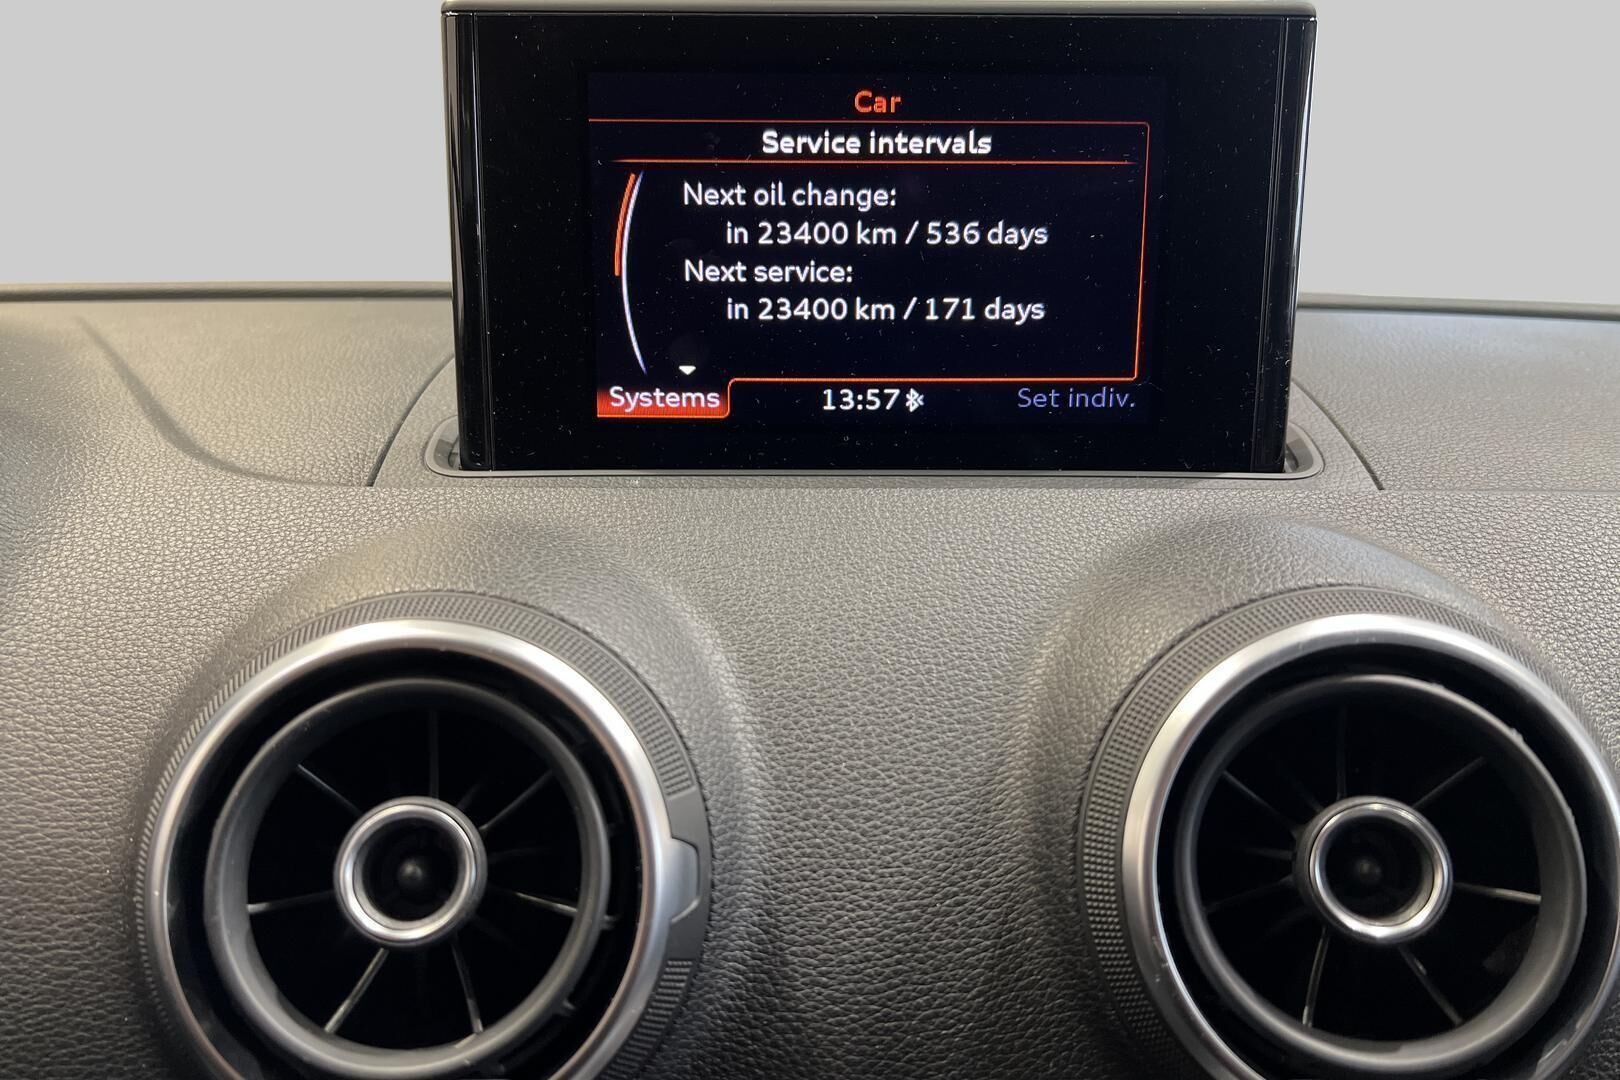 Car
Service intervals
Next oil change:
in 23400 km / 536 days
Next service:
in 23400 km / 171 days
Systems 13:57 Set indiv.